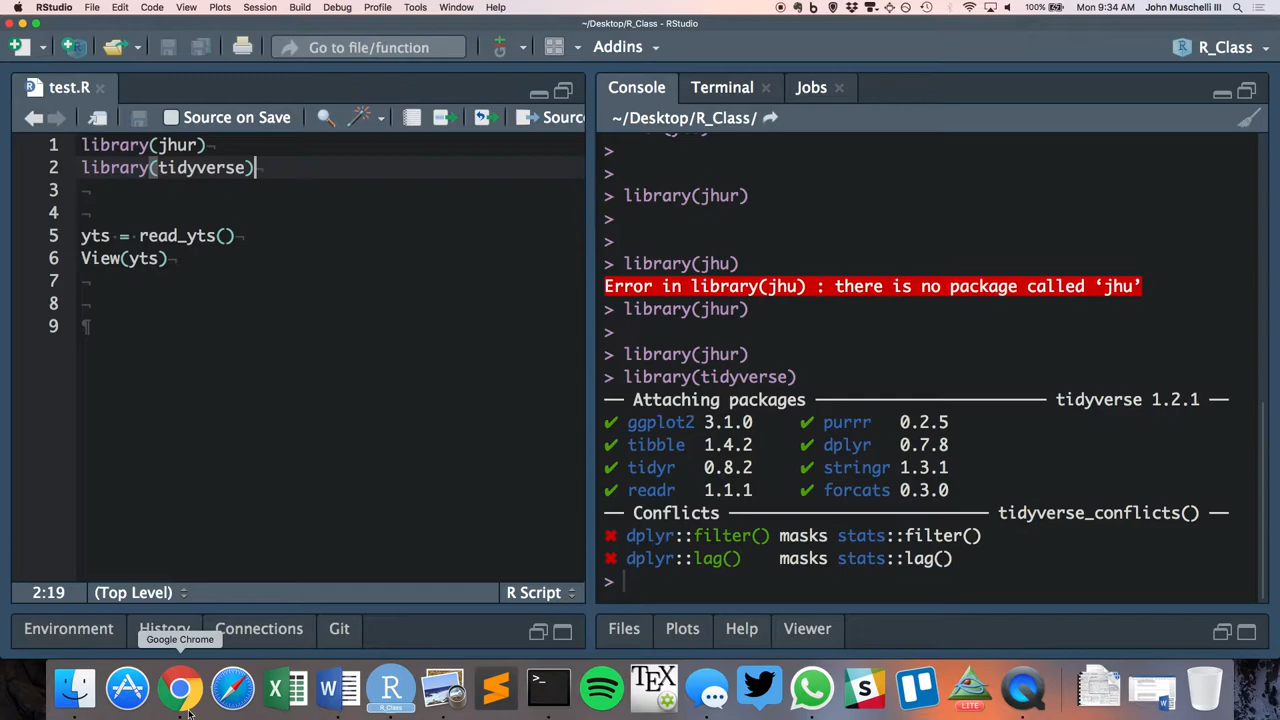 RStudio File Edit Code View Plots Session Build Debug Profile Tools Window Help 100% Mon 9:34 AM John Muschelli III
~/Desktop/R_Class - RStudio
Go to file/function Addins R_Class
test.R
Source on Save Sourc
1 library(jhur)
2 library(tidyverse)
3
4
5 yts = read_yts()
6 View(yts)
7
8
9
2:19 (Top Level) R Script
Environment History Connections Git
Console Terminal Jobs
~/Desktop/R_Class/
>
>
> library(jhur)
>
>
> library(jhu)
Error in library(jhu) : there is no package called ‘jhu’
> library(jhur)
>
> library(jhur)
> library(tidyverse)
── Attaching packages ── tidyverse 1.2.1 ──
✔ ggplot2 3.1.0 ✔ purrr 0.2.5
✔ tibble 1.4.2 ✔ dplyr 0.7.8
✔ tidyr 0.8.2 ✔ stringr 1.3.1
✔ readr 1.1.1 ✔ forcats 0.3.0
── Conflicts ── tidyverse_conflicts() ──
✖ dplyr::filter() masks stats::filter()
✖ dplyr::lag() masks stats::lag()
>
Files Plots Help Viewer
Google Chrome
R_Class
TEX
LITE